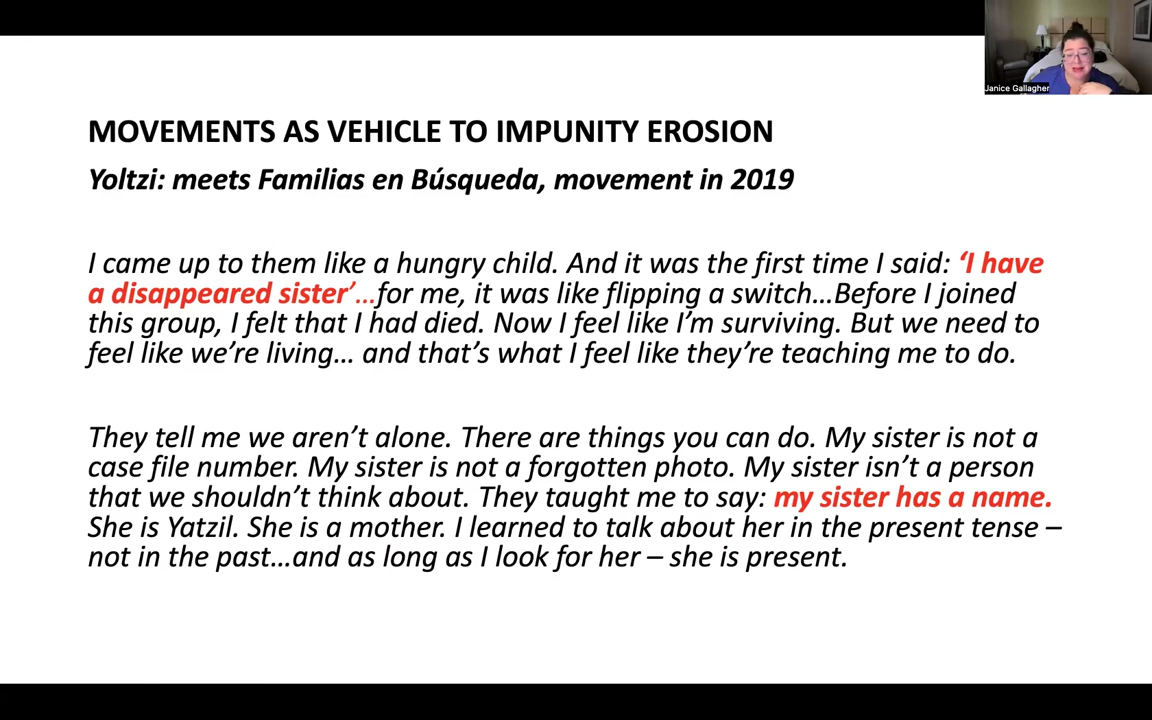 Janice Gallagher
MOVEMENTS AS VEHICLE TO IMPUNITY EROSION
Yoltzi: meets Familias en Búsqueda, movement in 2019
I came up to them like a hungry child. And it was the first time I said: ‘I have
a disappeared sister’…for me, it was like flipping a switch…Before I joined
this group, I felt that I had died. Now I feel like I’m surviving. But we need to
feel like we’re living… and that’s what I feel like they’re teaching me to do.
They tell me we aren’t alone. There are things you can do. My sister is not a
case file number. My sister is not a forgotten photo. My sister isn’t a person
that we shouldn’t think about. They taught me to say: my sister has a name.
She is Yatzil. She is a mother. I learned to talk about her in the present tense –
not in the past…and as long as I look for her – she is present.